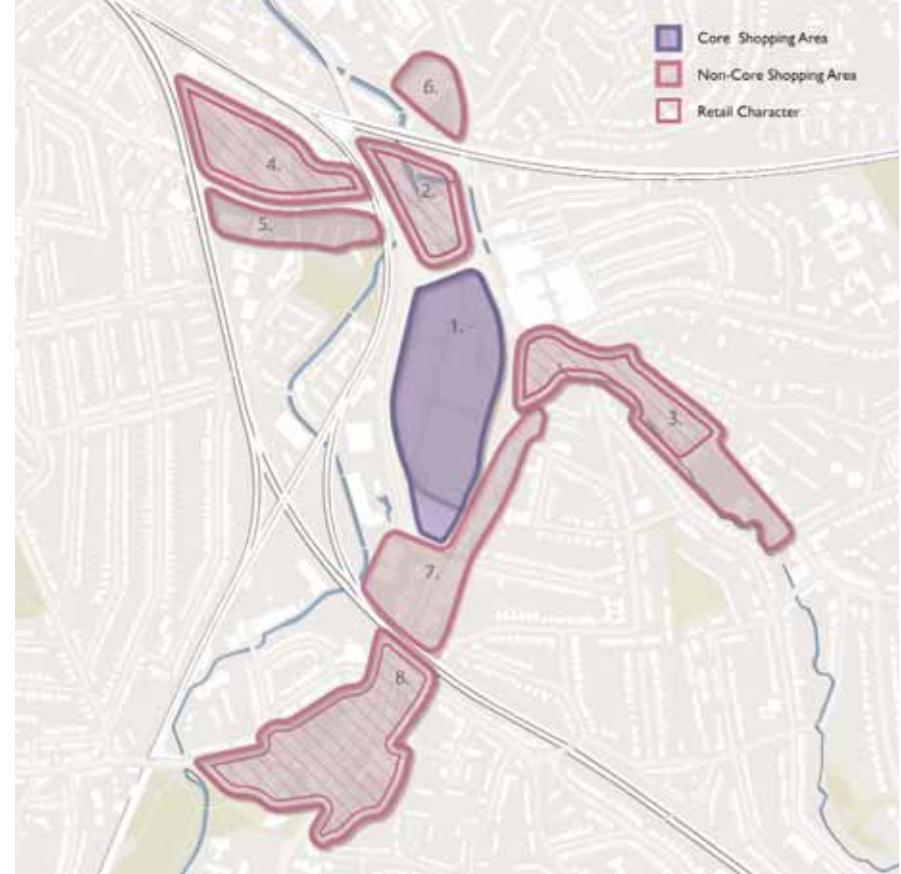 Core Shopping Area
Non-Core Shopping Area
Retail Character
6.
4.
2.
5.
1.
3.
7.
8.